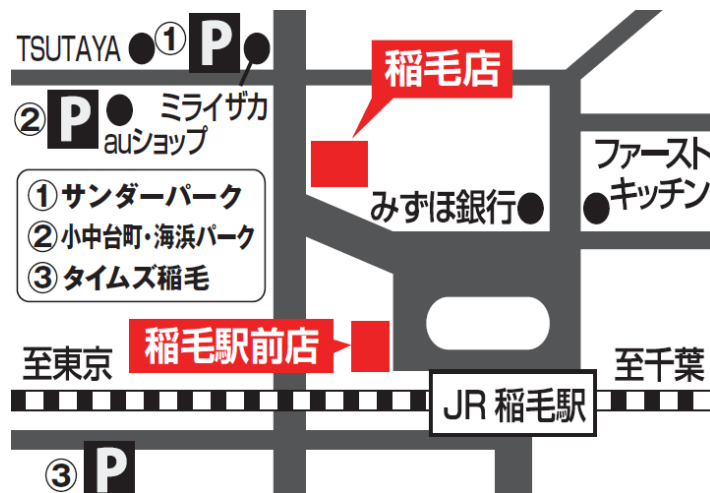 TSUTAYA
① P
稲毛店
② P
ミライザカ
auショップ
ファースト
キッチン
みずほ銀行
①サンダーパーク
②小中台町・海浜パーク
③タイムズ稲毛
稲毛駅前店
至東京
至千葉
JR 稲毛駅
③ P